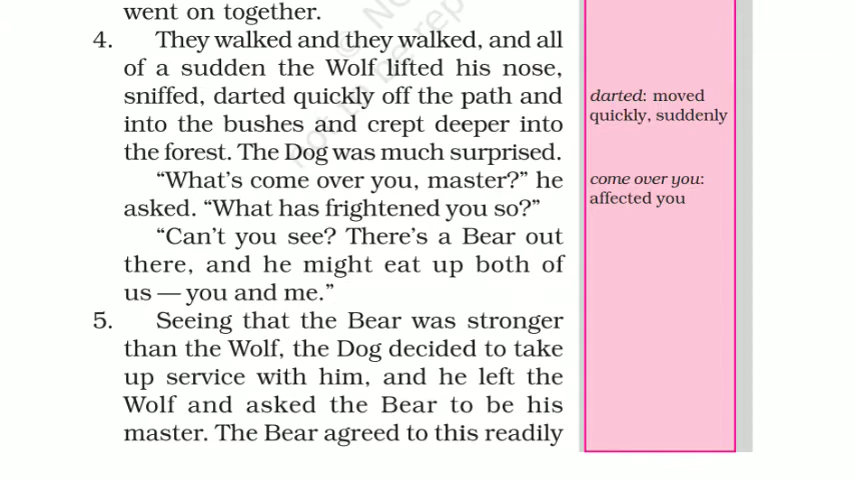 went on together.
4. They walked and they walked, and all
of a sudden the Wolf lifted his nose,
sniffed, darted quickly off the path and
into the bushes and crept deeper into
the forest. The Dog was much surprised.
“What’s come over you, master?” he
asked. “What has frightened you so?”
“Can’t you see? There’s a Bear out
there, and he might eat up both of
us — you and me.”
5. Seeing that the Bear was stronger
than the Wolf, the Dog decided to take
up service with him, and he left the
Wolf and asked the Bear to be his
master. The Bear agreed to this readily
darted: moved
quickly, suddenly
come over you:
affected you